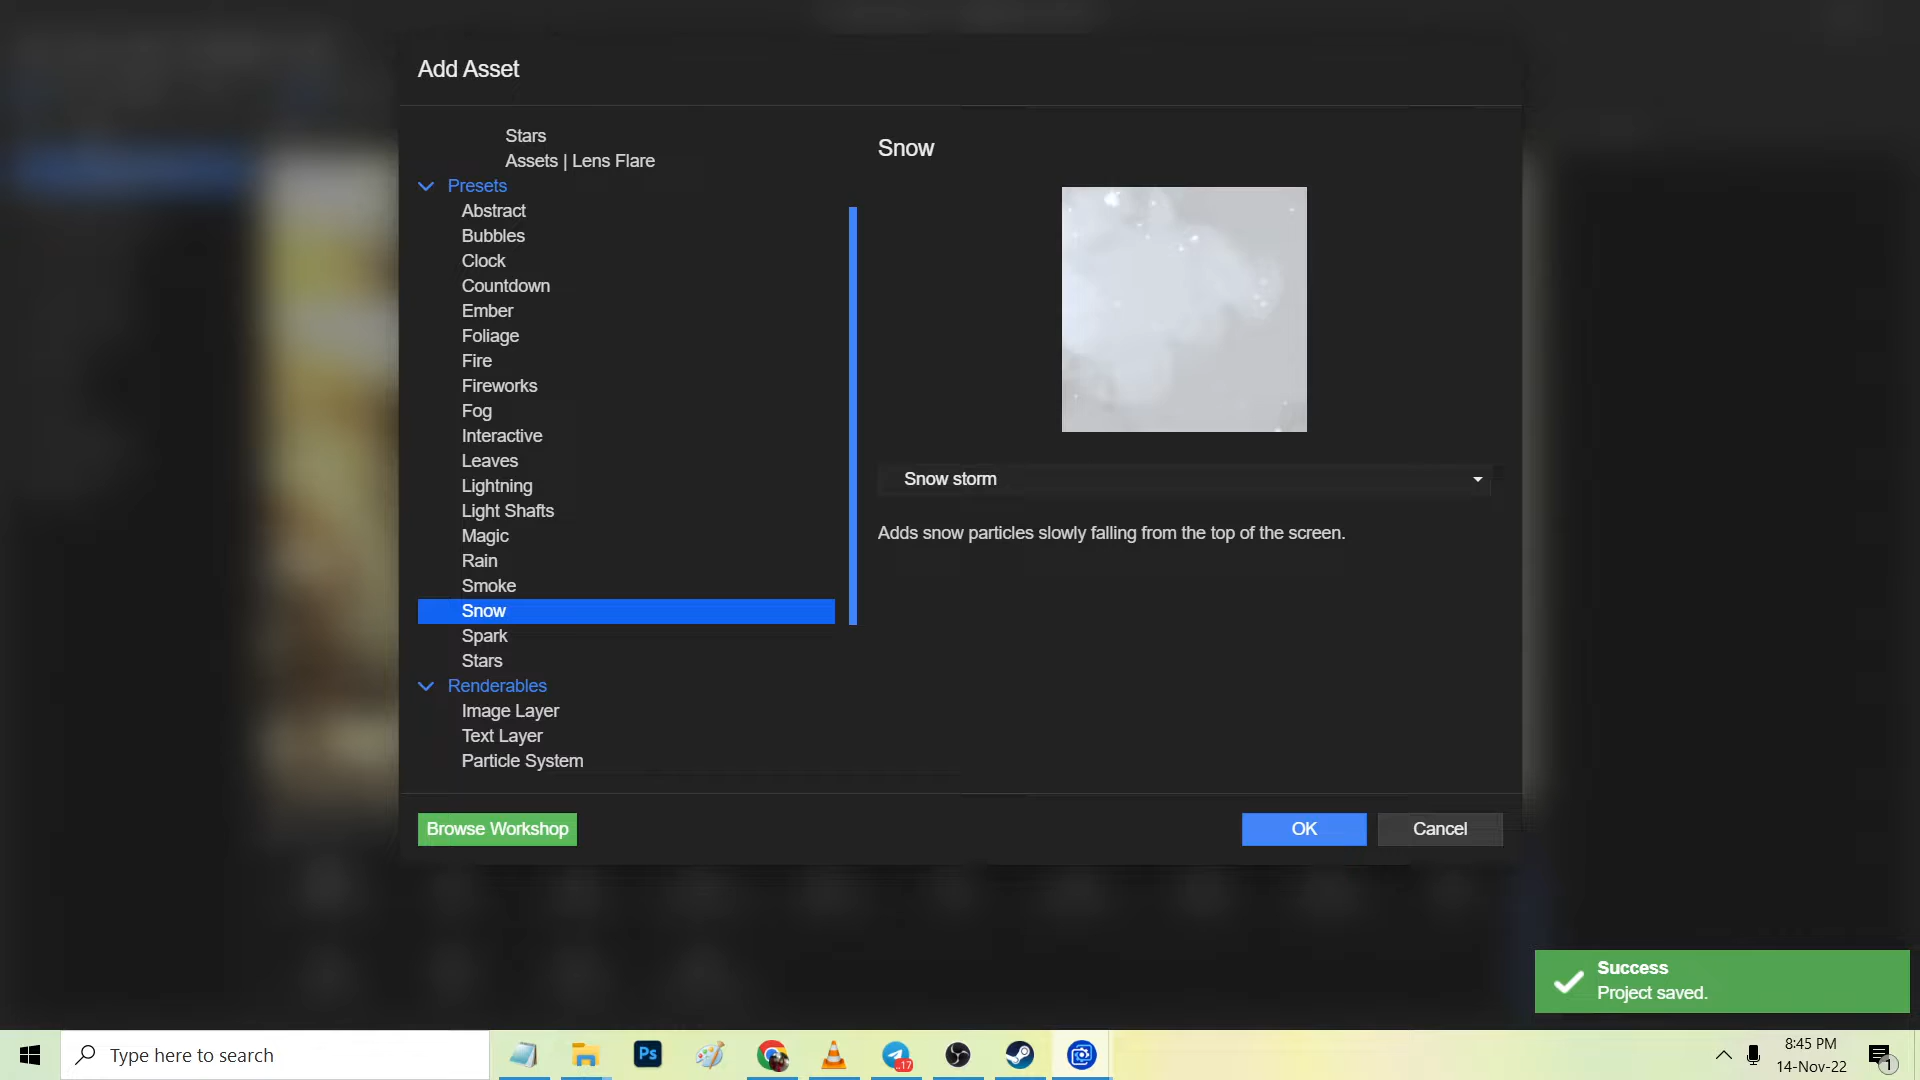 Add Asset
Stars
Assets | Lens Flare
Presets
Abstract
Bubbles
Clock
Countdown
Ember
Foliage
Fire
Fireworks
Fog
Interactive
Leaves
Lightning
Light Shafts
Magic
Rain
Smoke
Snow
Spark
Stars
Renderables
Image Layer
Text Layer
Particle System
Snow
Snow storm
Adds snow particles slowly falling from the top of the screen.
Browse Workshop
OK
Cancel
Success
Project saved.
Type here to search
Ps
17
8:45 PM
14-Nov-22
1